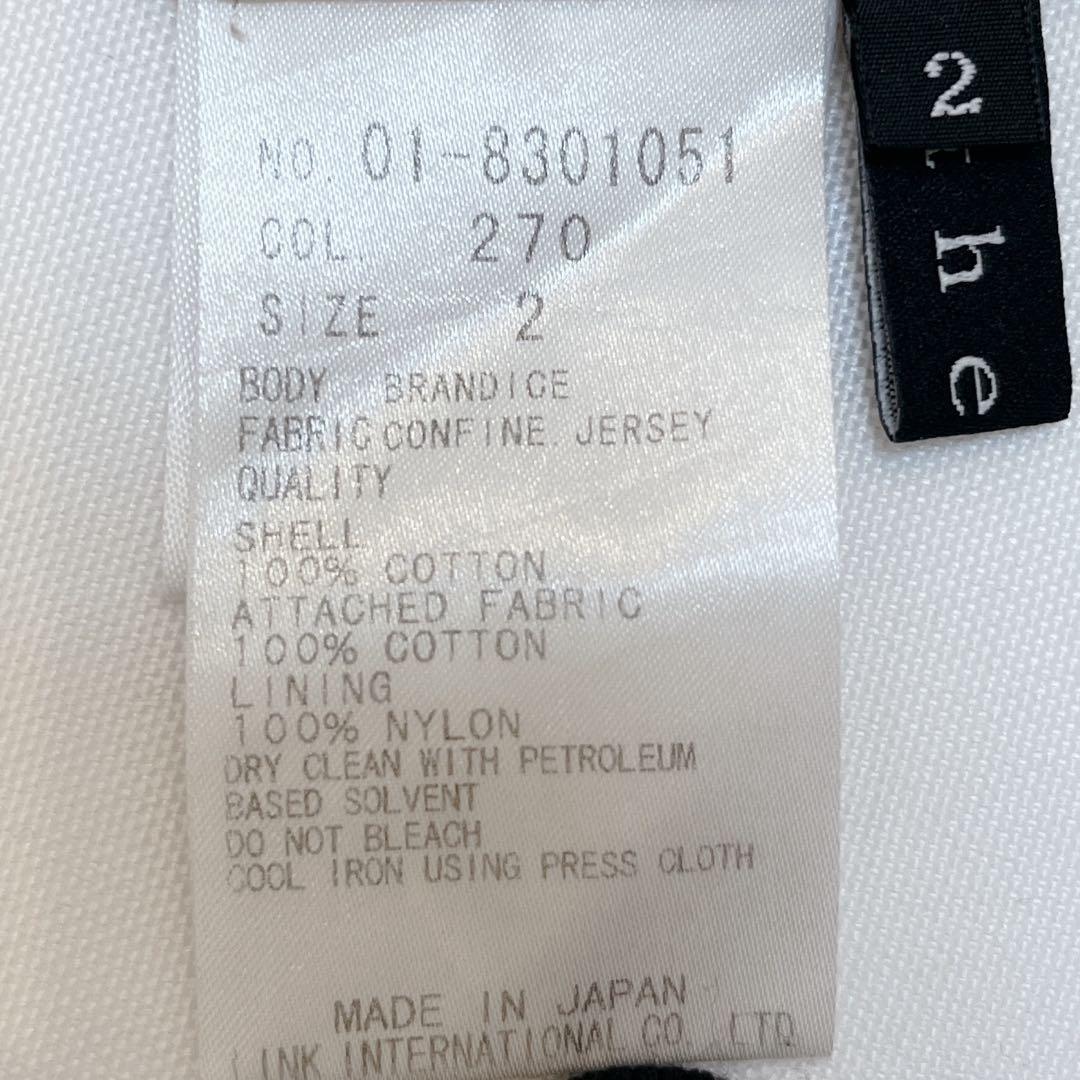 NO. 01-8301051
COL. 270
SIZE 2
BODY BRANDICE
FABRIC CONFINE. JERSEY
QUALITY
SHELL
100% COTTON
ATTACHED FABRIC
100% COTTON
LINING
100% NYLON
DRY CLEAN WITH PETROLEUM
BASED SOLVENT
DO NOT BLEACH
COOL IRON USING PRESS CLOTH
MADE IN JAPAN
LINK INTERNATIONAL CO., LTD.
2
the